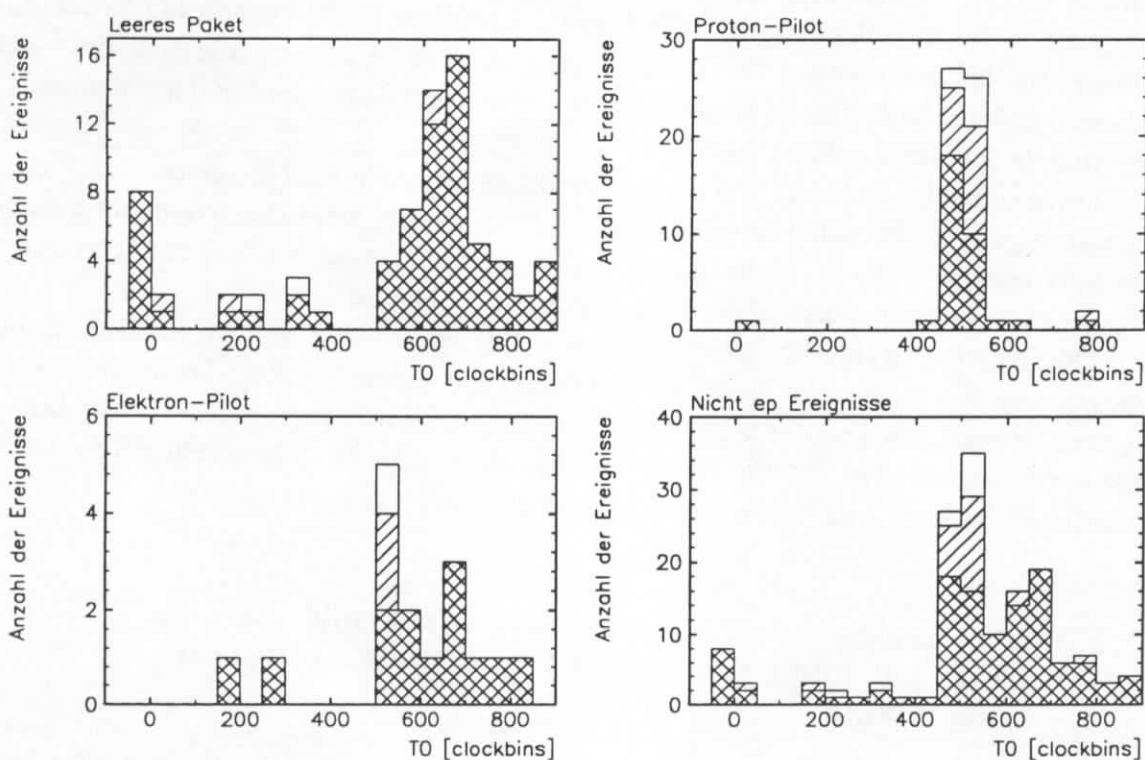 Leeres Paket
Anzahl der Ereignisse
16
12
8
4
0
0 200 400 600 800
T0 [clockbins]
Proton-Pilot
Anzahl der Ereignisse
30
20
10
0
0 200 400 600 800
T0 [clockbins]
Elektron-Pilot
Anzahl der Ereignisse
6
4
2
0
0 200 400 600 800
T0 [clockbins]
Nicht ep Ereignisse
Anzahl der Ereignisse
40
30
20
10
0
0 200 400 600 800
T0 [clockbins]